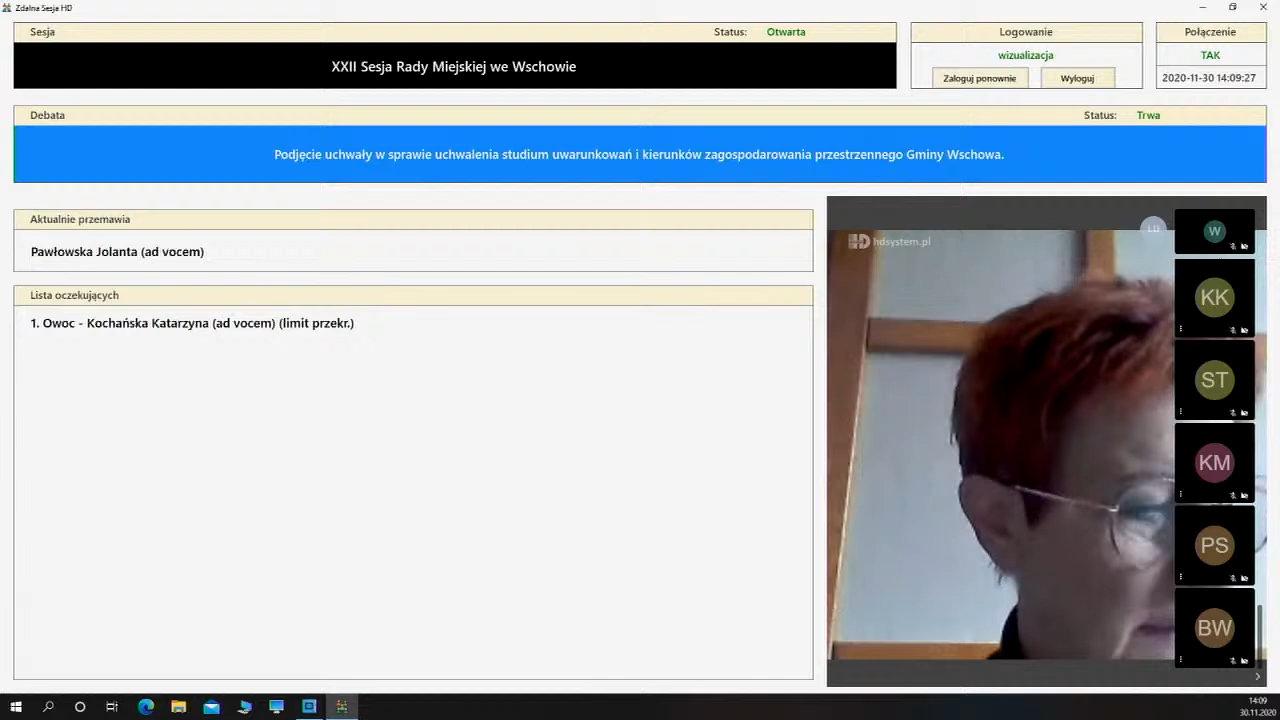 Zdalna Sesja HD
Sesja
Status: Otwarta
XXII Sesja Rady Miejskiej we Wschowie
Logowanie
wizualizacja
Zaloguj ponownie
Wyloguj
Połączenie
TAK
2020-11-30 14:09:27
Debata
Status: Trwa
Podjęcie uchwały w sprawie uchwalenia studium uwarunkowań i kierunków zagospodarowania przestrzennego Gminy Wschowa.
Aktualnie przemawia
Pawłowska Jolanta (ad vocem)
Lista oczekujących
1. Owoc - Kochańska Katarzyna (ad vocem) (limit przekr.)
HD hdsystem.pl
LD
W
KK
ST
KM
PS
BW
14:09
30.11.2020